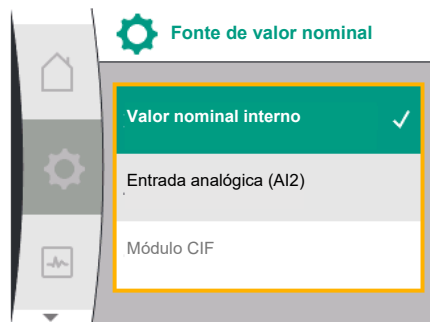 Fonte de valor nominal
Valor nominal interno
Entrada analógica (AI2)
Módulo CIF